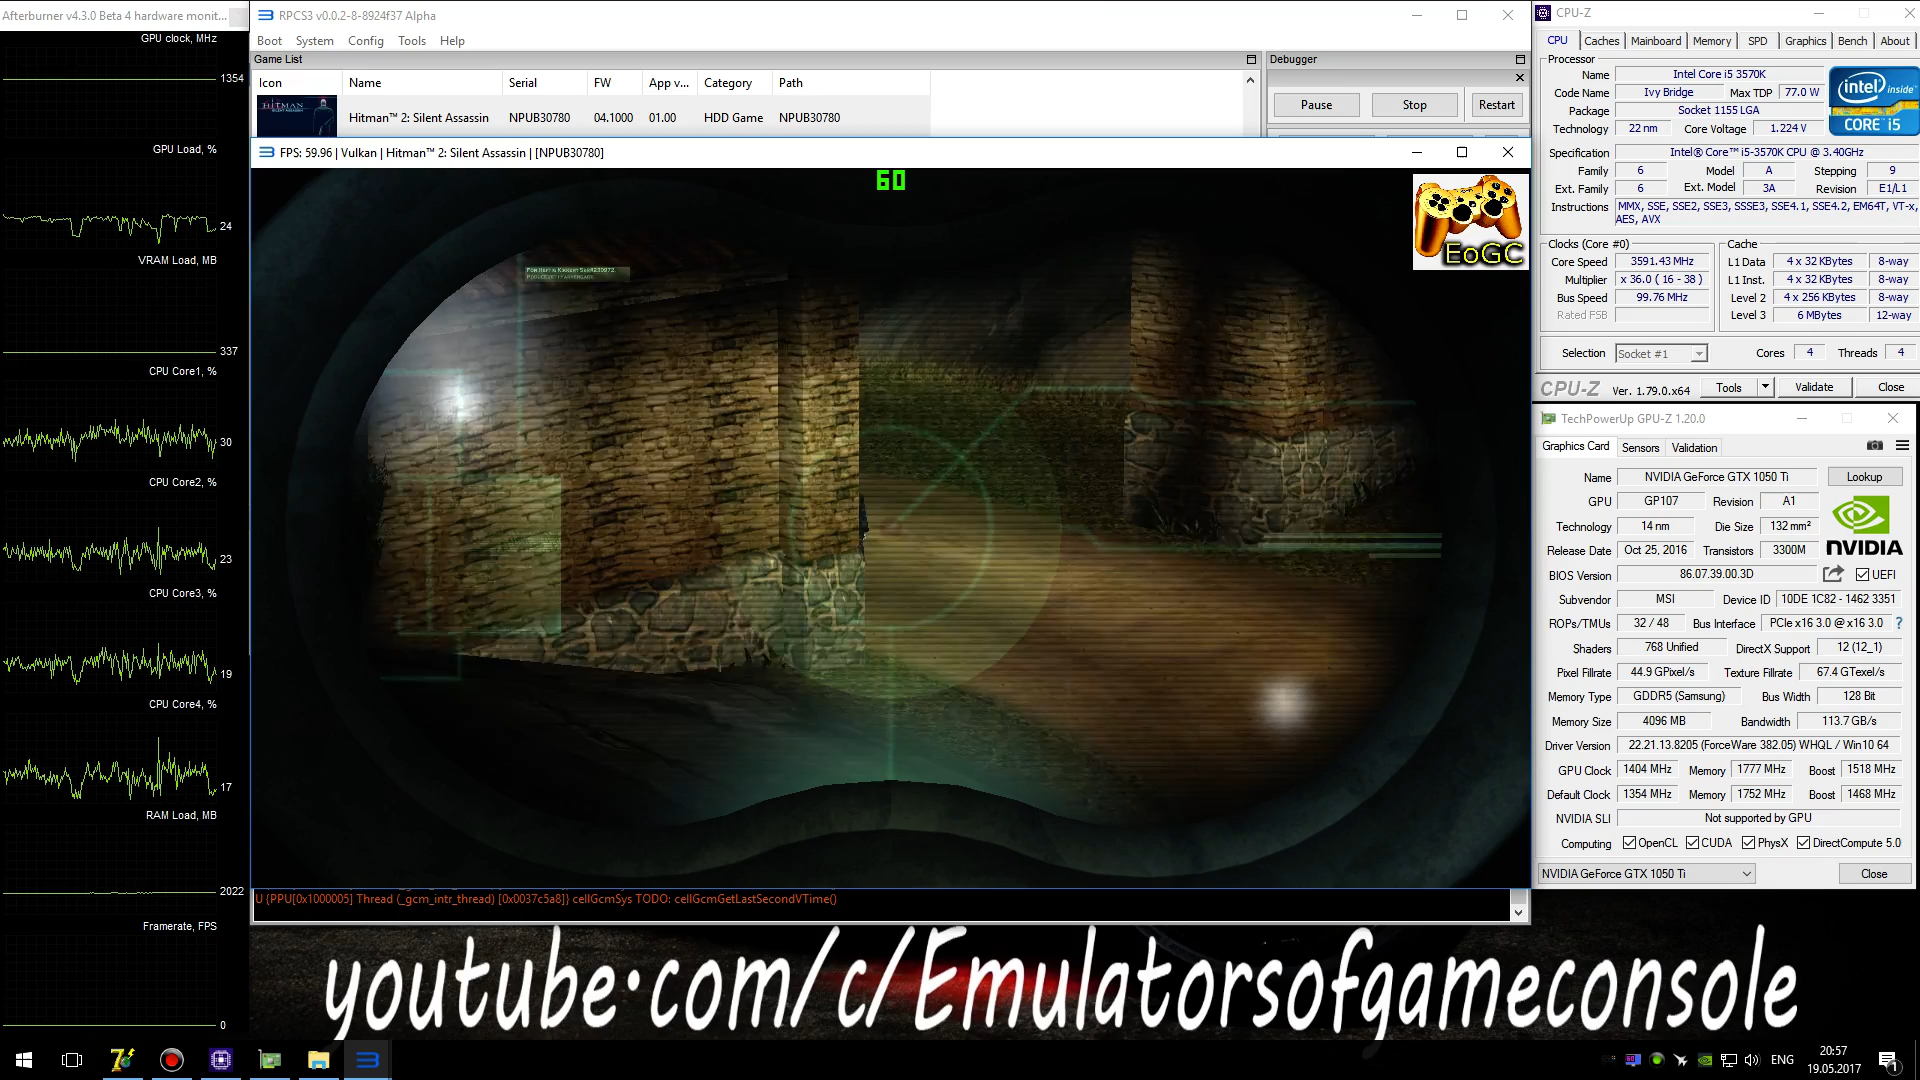 Afterburner v4.3.0 Beta 4 hardware monit...
GPU clock, MHz
1354
GPU Load, %
24
VRAM Load, MB
337
CPU Core1, %
30
CPU Core2, %
23
CPU Core3, %
19
CPU Core4, %
17
RAM Load, MB
2022
Framerate, FPS
0
RPCS3 v0.0.2-8-8924f37 Alpha
Boot System Config Tools Help
Game List
Icon Name Serial FW App v... Category Path
HITMAN
Hitman™ 2: Silent Assassin NPUB30780 04.1000 01.00 HDD Game NPUB30780
Debugger
Pause Stop Restart
FPS: 59.96 | Vulkan | Hitman™ 2: Silent Assassin | [NPUB30780]
60
EoGC
U {PPU[0x1000005] Thread (_gcm_intr_thread) [0x0037c5a8]} cellGcmSys TODO: cellGcmGetLastSecondVTime()
CPU-Z
CPU Caches Mainboard Memory SPD Graphics Bench About
Processor
Name Intel Core i5 3570K
Code Name Ivy Bridge Max TDP 77.0 W
Package Socket 1155 LGA
Technology 22 nm Core Voltage 1.224 V
intel inside™
CORE i5
Specification Intel® Core™ i5-3570K CPU @ 3.40GHz
Family 6 Model A Stepping 9
Ext. Family 6 Ext. Model 3A Revision E1/L1
Instructions MMX, SSE, SSE2, SSE3, SSSE3, SSE4.1, SSE4.2, EM64T, VT-x,
AES, AVX
Clocks (Core #0)
Core Speed 3591.43 MHz
Multiplier x 36.0 ( 16 - 38 )
Bus Speed 99.76 MHz
Rated FSB
Cache
L1 Data 4 x 32 KBytes 8-way
L1 Inst. 4 x 32 KBytes 8-way
Level 2 4 x 256 KBytes 8-way
Level 3 6 MBytes 12-way
Selection Socket #1 Cores 4 Threads 4
CPU-Z Ver. 1.79.0.x64 Tools Validate Close
TechPowerUp GPU-Z 1.20.0
Graphics Card Sensors Validation
Name NVIDIA GeForce GTX 1050 Ti Lookup
GPU GP107 Revision A1
Technology 14 nm Die Size 132 mm²
Release Date Oct 25, 2016 Transistors 3300M
NVIDIA
BIOS Version 86.07.39.00.3D UEFI
Subvendor MSI Device ID 10DE 1C82 - 1462 3351
ROPs/TMUs 32 / 48 Bus Interface PCIe x16 3.0 @ x16 3.0 ?
Shaders 768 Unified DirectX Support 12 (12_1)
Pixel Fillrate 44.9 GPixel/s Texture Fillrate 67.4 GTexel/s
Memory Type GDDR5 (Samsung) Bus Width 128 Bit
Memory Size 4096 MB Bandwidth 113.7 GB/s
Driver Version 22.21.13.8205 (ForceWare 382.05) WHQL / Win10 64
GPU Clock 1404 MHz Memory 1777 MHz Boost 1518 MHz
Default Clock 1354 MHz Memory 1752 MHz Boost 1468 MHz
NVIDIA SLI Not supported by GPU
Computing OpenCL CUDA PhysX DirectCompute 5.0
NVIDIA GeForce GTX 1050 Ti Close
youtube.com/c/Emulatorsofgameconsole
ENG
20:57
19.05.2017
1